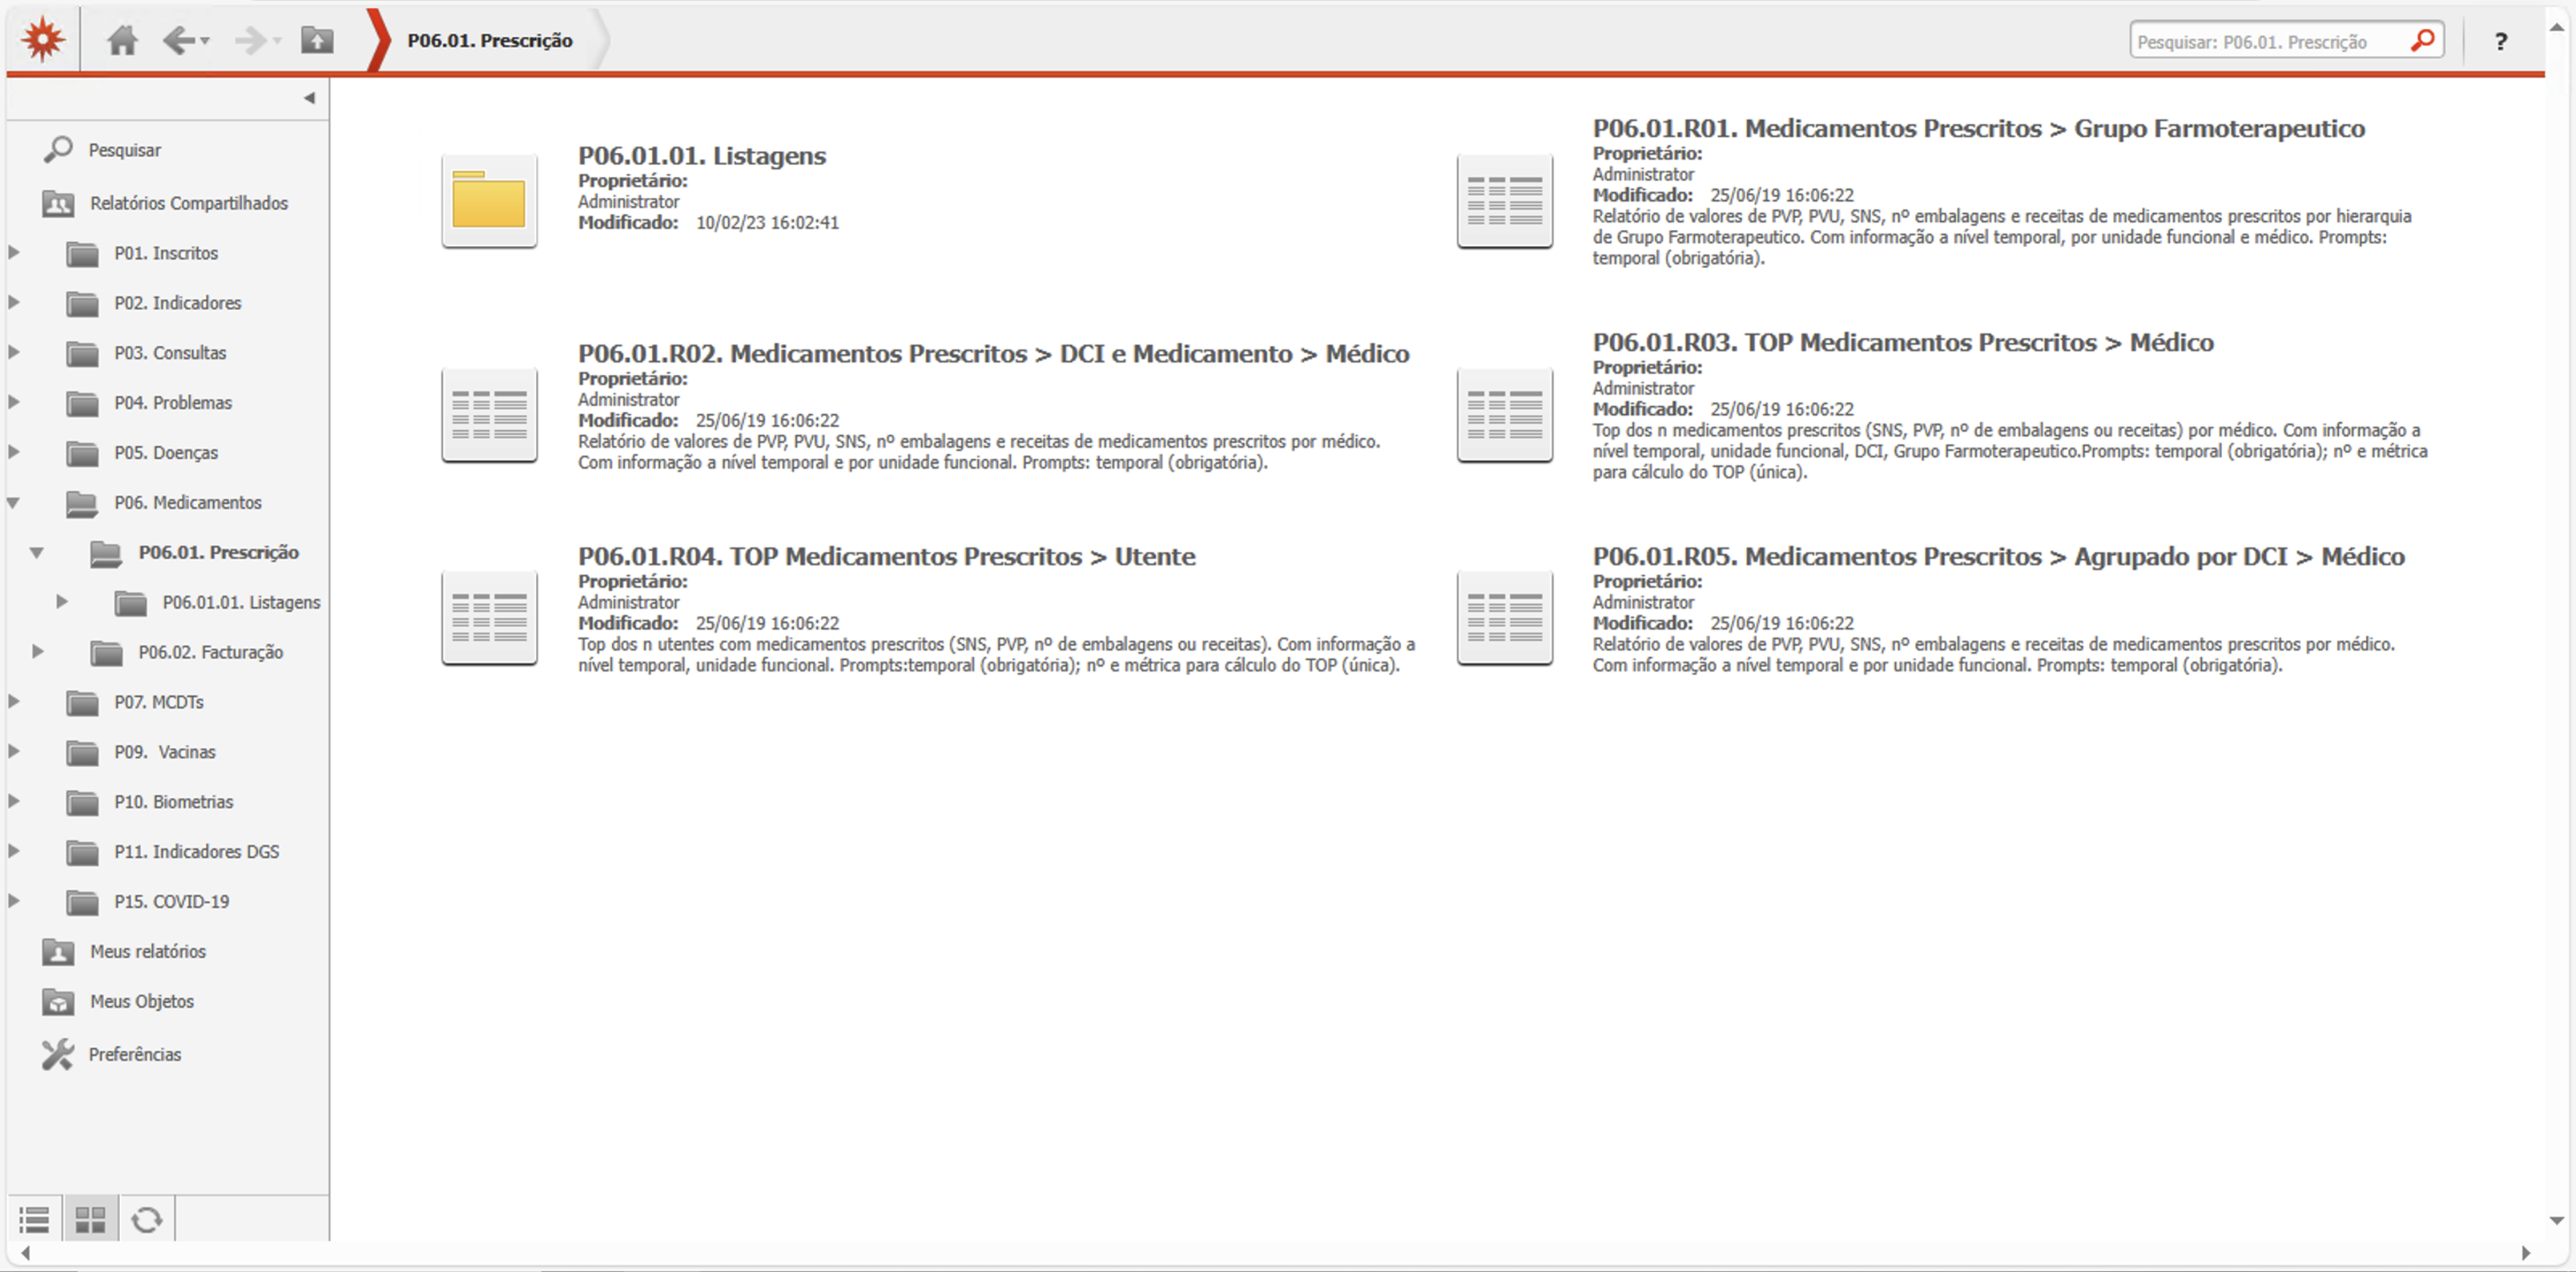 P06.01. Prescrição
Pesquisar: P06.01. Prescrição
?
Pesquisar
Relatórios Compartilhados
P01. Inscritos
P02. Indicadores
P03. Consultas
P04. Problemas
P05. Doenças
P06. Medicamentos
P06.01. Prescrição
P06.01.01. Listagens
P06.02. Facturação
P07. MCDTs
P09.  Vacinas
P10. Biometrias
P11. Indicadores DGS
P15. COVID-19
Meus relatórios
Meus Objetos
Preferências
P06.01.01. Listagens
Proprietário:
Administrator
Modificado: 10/02/23 16:02:41
P06.01.R01. Medicamentos Prescritos > Grupo Farmoterapeutico
Proprietário:
Administrator
Modificado: 25/06/19 16:06:22
Relatório de valores de PVP, PVU, SNS, nº embalagens e receitas de medicamentos prescritos por hierarquia
de Grupo Farmoterapeutico. Com informação a nível temporal, por unidade funcional e médico. Prompts:
temporal (obrigatória).
P06.01.R02. Medicamentos Prescritos > DCI e Medicamento > Médico
Proprietário:
Administrator
Modificado: 25/06/19 16:06:22
Relatório de valores de PVP, PVU, SNS, nº embalagens e receitas de medicamentos prescritos por médico.
Com informação a nível temporal e por unidade funcional. Prompts: temporal (obrigatória).
P06.01.R03. TOP Medicamentos Prescritos > Médico
Proprietário:
Administrator
Modificado: 25/06/19 16:06:22
Top dos n medicamentos prescritos (SNS, PVP, nº de embalagens ou receitas) por médico. Com informação a
nível temporal, unidade funcional, DCI, Grupo Farmoterapeutico.Prompts: temporal (obrigatória); nº e métrica
para cálculo do TOP (única).
P06.01.R04. TOP Medicamentos Prescritos > Utente
Proprietário:
Administrator
Modificado: 25/06/19 16:06:22
Top dos n utentes com medicamentos prescritos (SNS, PVP, nº de embalagens ou receitas). Com informação a
nível temporal, unidade funcional. Prompts:temporal (obrigatória); nº e métrica para cálculo do TOP (única).
P06.01.R05. Medicamentos Prescritos > Agrupado por DCI > Médico
Proprietário:
Administrator
Modificado: 25/06/19 16:06:22
Relatório de valores de PVP, PVU, SNS, nº embalagens e receitas de medicamentos prescritos por médico.
Com informação a nível temporal e por unidade funcional. Prompts: temporal (obrigatória).